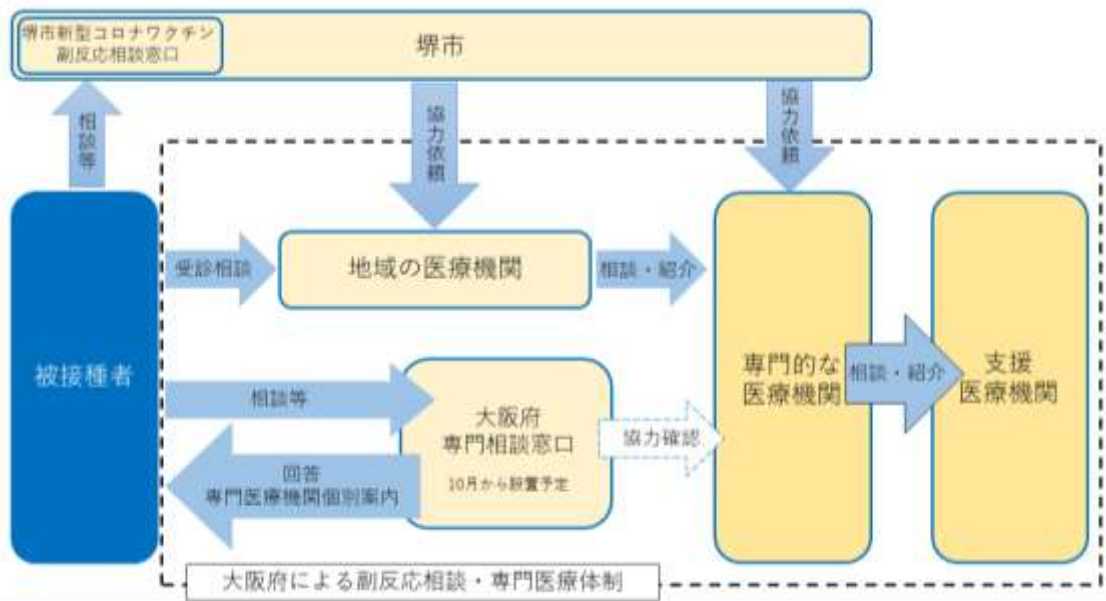 堺市新型コロナワクチン
副反応相談窓口
堺市
相談等
協力依頼
協力依頼
被接種者
受診相談
地域の医療機関
相談・紹介
専門的な
医療機関
相談・紹介
支援
医療機関
相談等
大阪府
専門相談窓口
10月から設置予定
協力確認
回答
専門医療機関個別案内
大阪府による副反応相談・専門医療体制